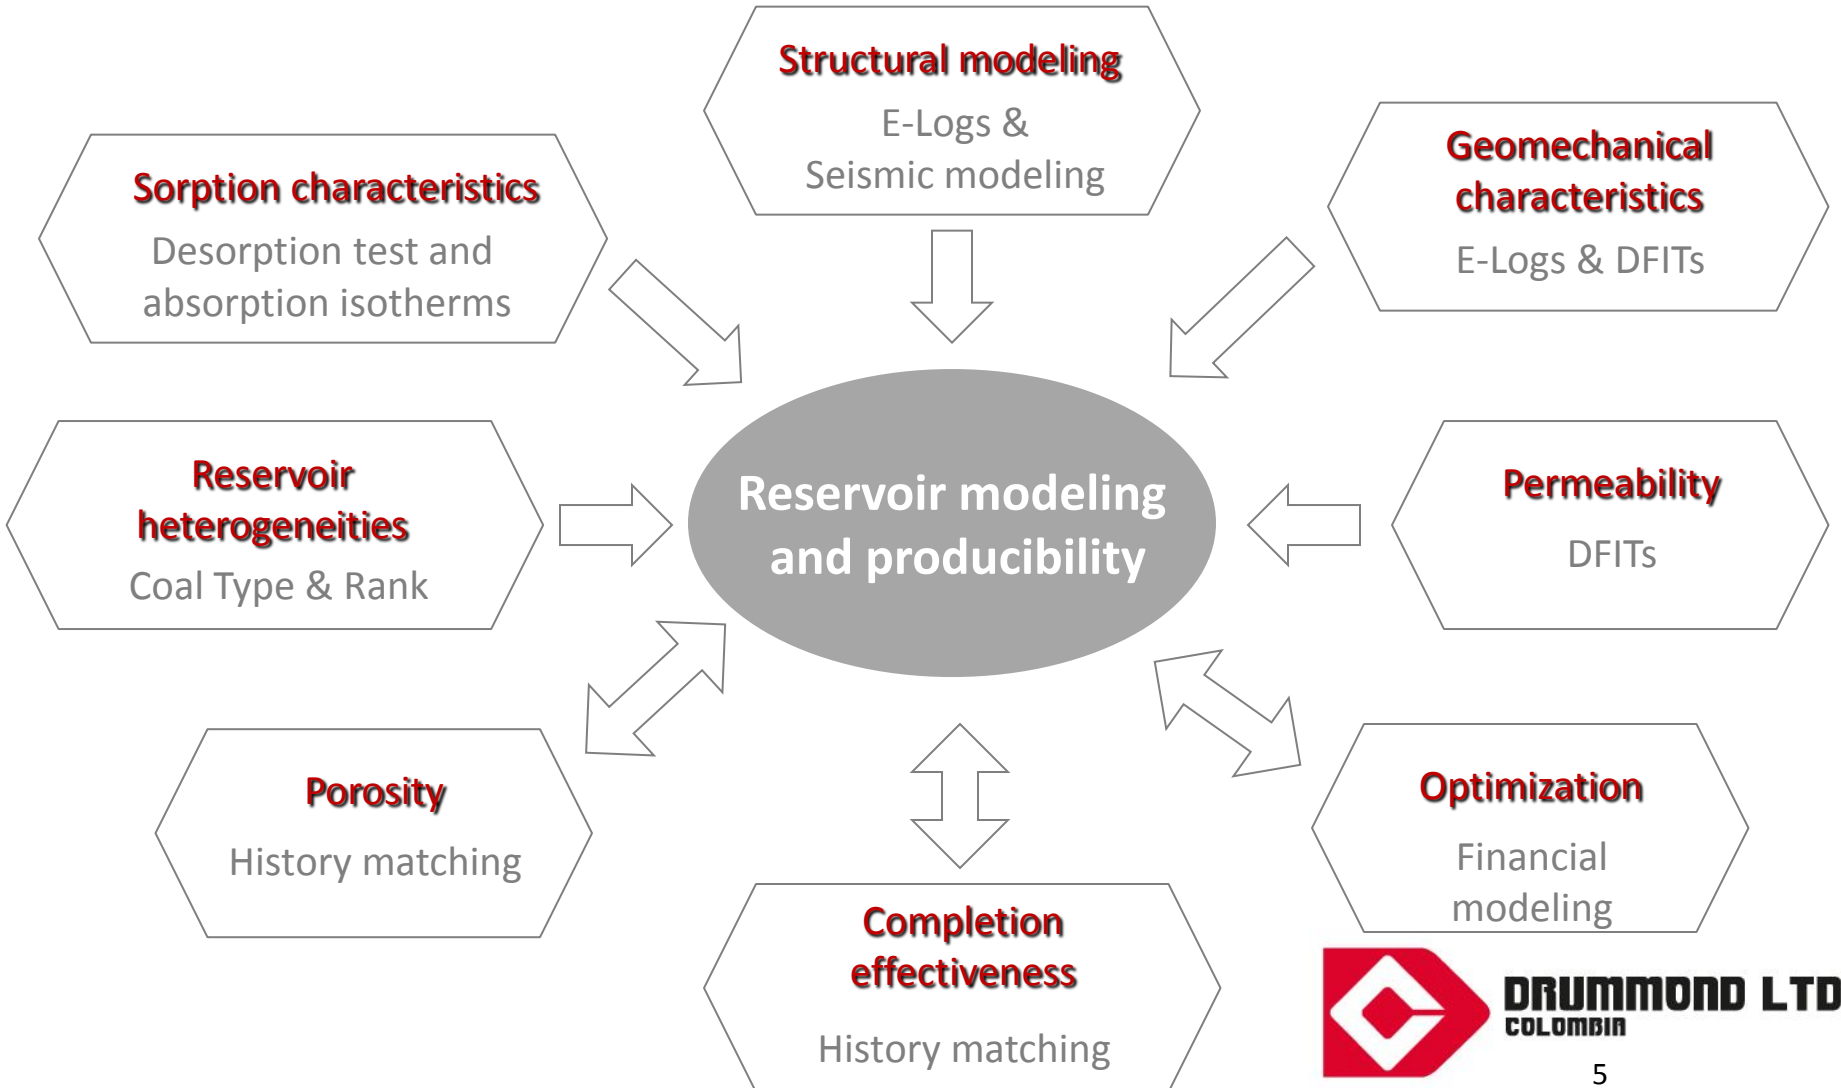 Structural modeling
E-Logs &
Seismic modeling
Sorption characteristics
Desorption test and
absorption isotherms
Geomechanical
characteristics
E-Logs & DFITs
Reservoir
heterogeneities
Coal Type & Rank
Reservoir modeling
and producibility
Permeability
DFITs
Porosity
History matching
Completion
effectiveness
History matching
Optimization
Financial
modeling
DRUMMOND LTD
COLOMBIA
5